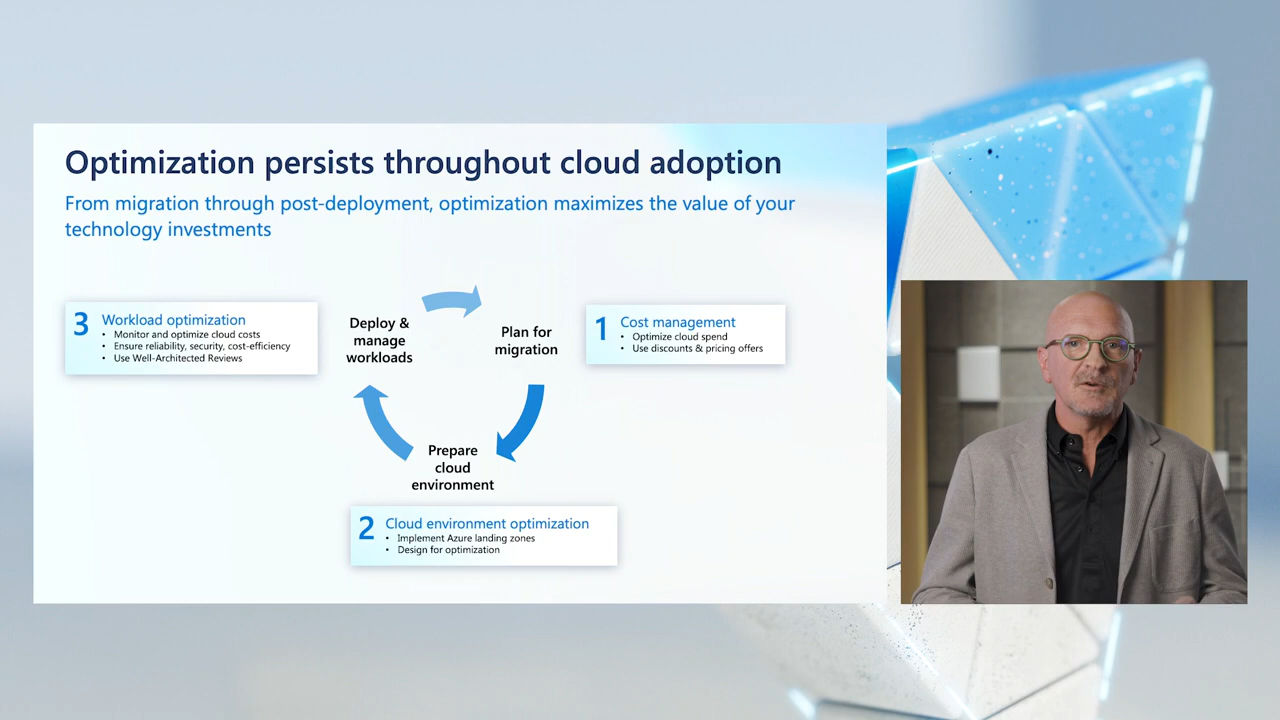 Optimization persists throughout cloud adoption
From migration through post-deployment, optimization maximizes the value of your
technology investments
3
Workload optimization
• Monitor and optimize cloud costs
• Ensure reliability, security, cost-efficiency
• Use Well-Architected Reviews
Deploy &
manage
workloads
Plan for
migration
1
Cost management
• Optimize cloud spend
• Use discounts & pricing offers
Prepare
cloud
environment
2
Cloud environment optimization
• Implement Azure landing zones
• Design for optimization